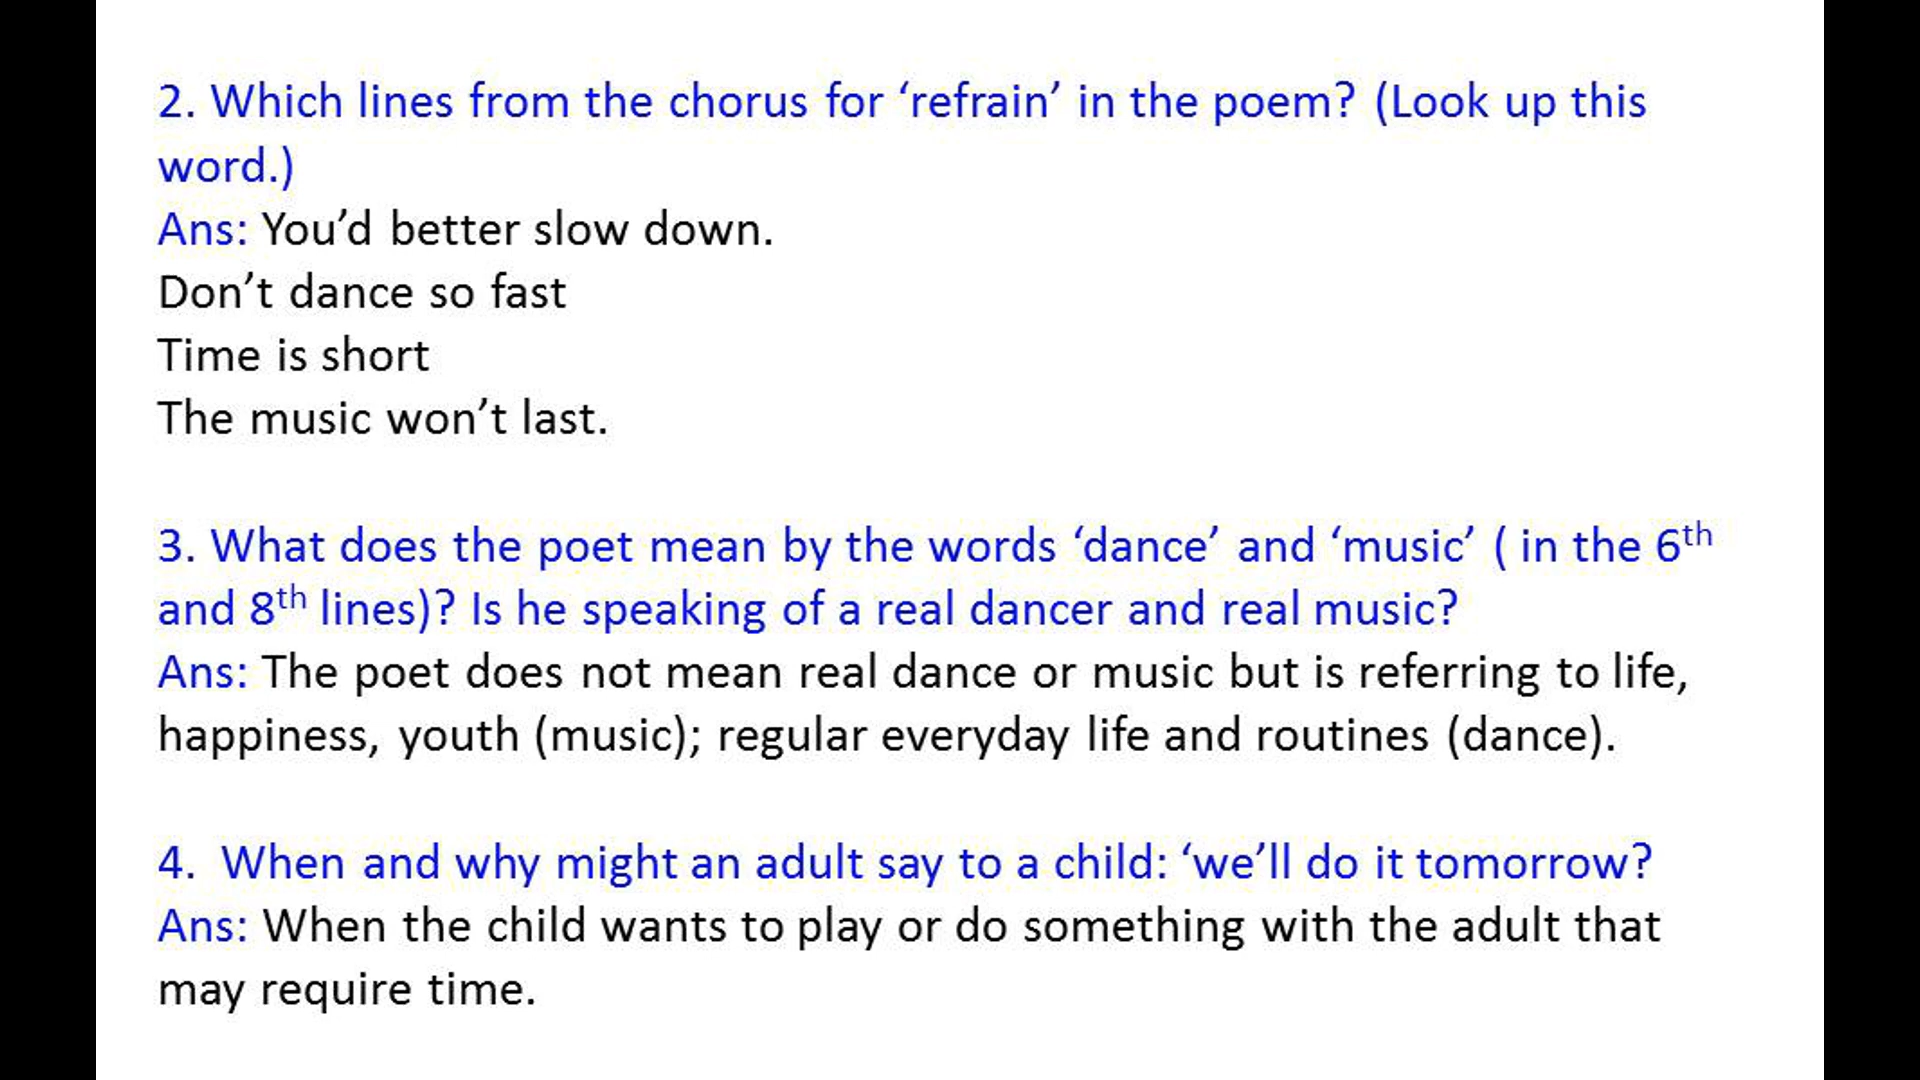 2. Which lines from the chorus for ‘refrain’ in the poem? (Look up this
word.)
Ans: You’d better slow down.
Don’t dance so fast
Time is short
The music won’t last.
3. What does the poet mean by the words ‘dance’ and ‘music’ ( in the 6th
and 8th lines)? Is he speaking of a real dancer and real music?
Ans: The poet does not mean real dance or music but is referring to life,
happiness, youth (music); regular everyday life and routines (dance).
4.  When and why might an adult say to a child: ‘we’ll do it tomorrow?
Ans: When the child wants to play or do something with the adult that
may require time.